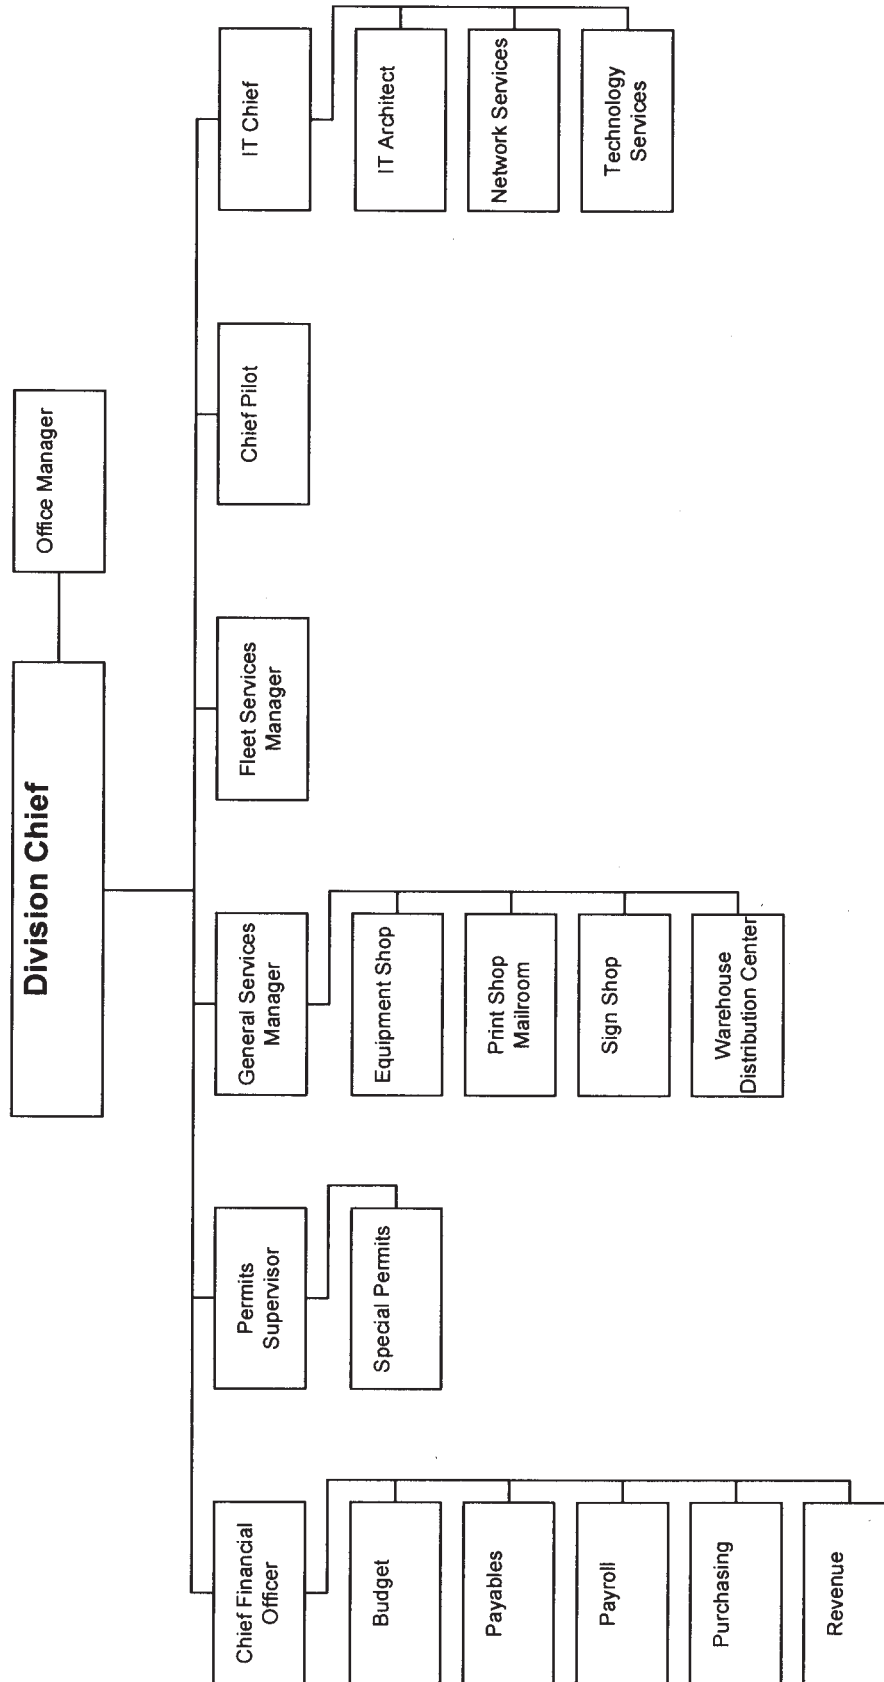 Division Chief
Office Manager
Chief Financial
Officer
Budget
Payables
Payroll
Purchasing
Revenue
Permits
Supervisor
Special Permits
General Services
Manager
Equipment Shop
Print Shop
Mailroom
Sign Shop
Warehouse
Distribution Center
Fleet Services
Manager
Chief Pilot
IT Chief
IT Architect
Network Services
Technology
Services